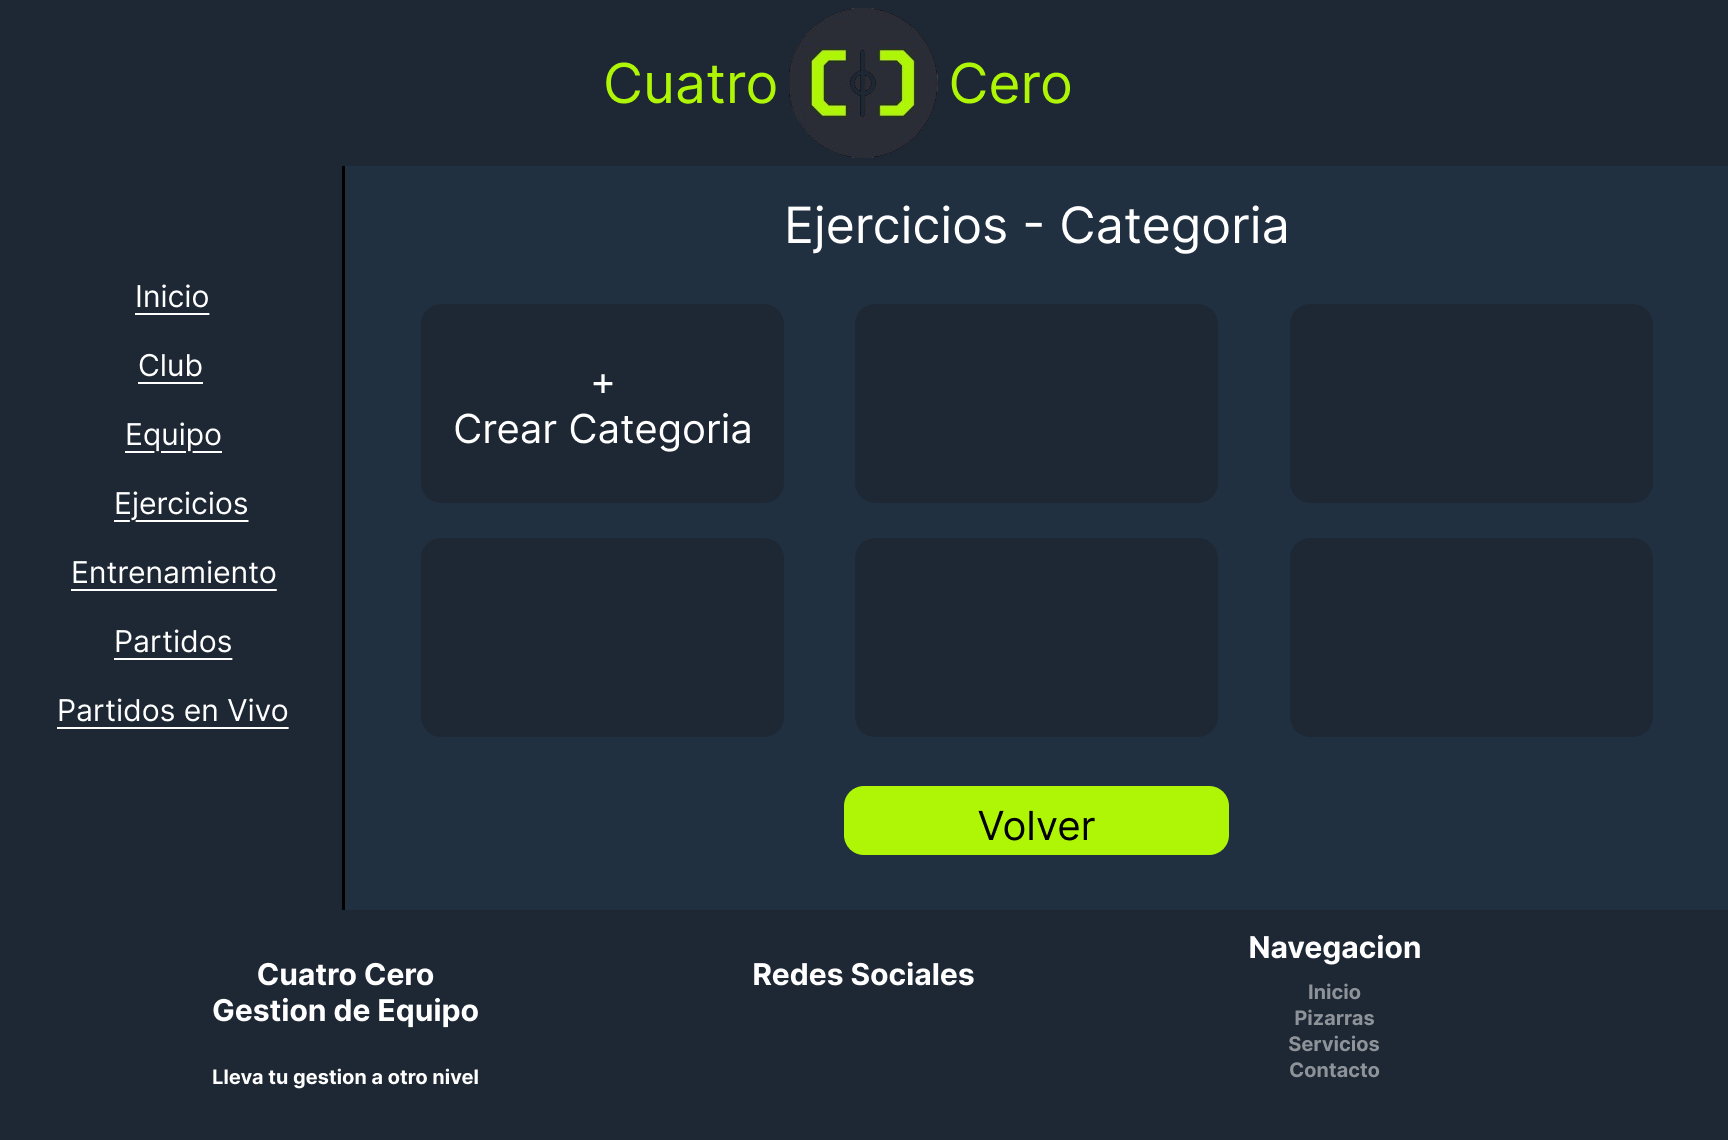 Cuatro Cero
Ejercicios - Categoria
Inicio
Club
Equipo
Ejercicios
Entrenamiento
Partidos
Partidos en Vivo
+
Crear Categoria
Volver
Cuatro Cero
Gestion de Equipo
Lleva tu gestion a otro nivel
Redes Sociales
Navegacion
Inicio
Pizarras
Servicios
Contacto